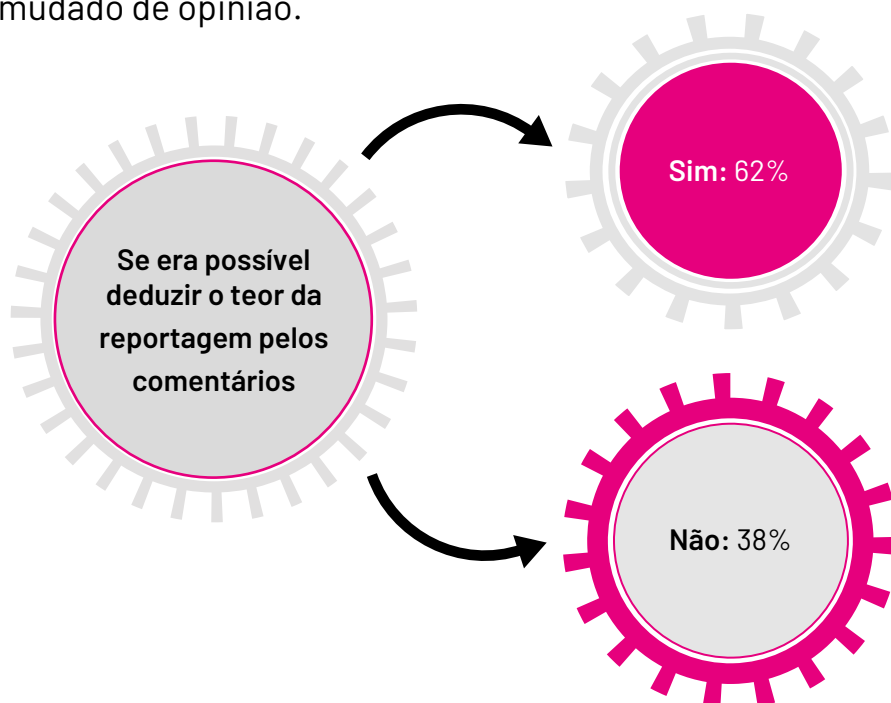 mudado de opinião.
Se era possível
deduzir o teor da
reportagem pelos
comentários
Sim: 62%
Não: 38%